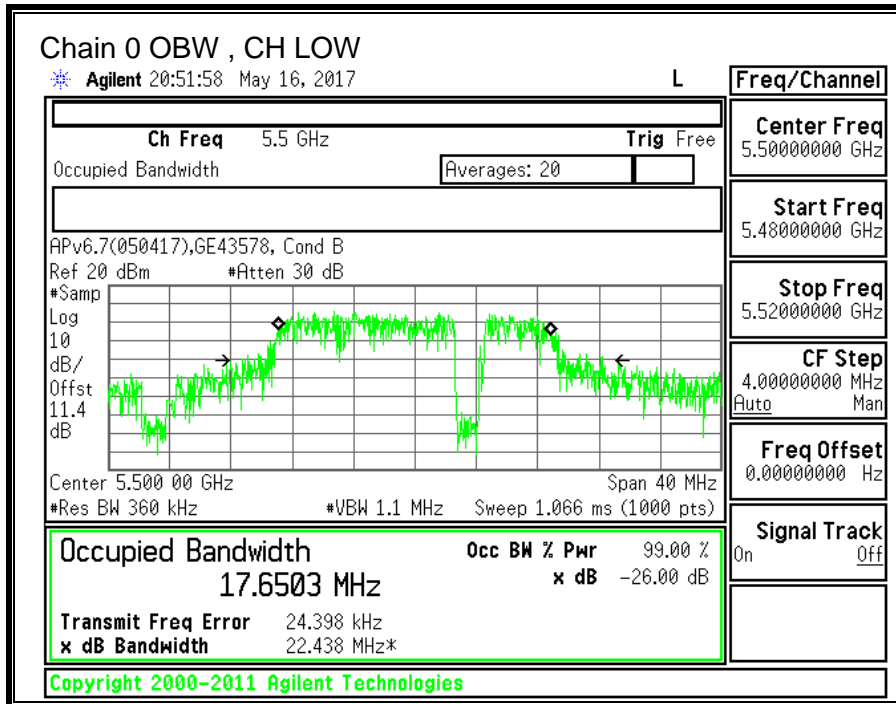 Chain 0 OBW , CH LOW
Agilent 20:51:58 May 16, 2017 L
Freq/Channel
Ch Freq 5.5 GHz Trig Free
Occupied Bandwidth Averages: 20
APv6.7(050417),GE43578, Cond B
Ref 20 dBm #Atten 30 dB
#Samp
Log
10
dB/
Offst
11.4
dB
Center 5.500 00 GHz Span 40 MHz
#Res BW 360 kHz #VBW 1.1 MHz Sweep 1.066 ms (1000 pts)
Occupied Bandwidth Occ BW % Pwr 99.00 %
17.6503 MHz x dB -26.00 dB
Transmit Freq Error 24.398 kHz
x dB Bandwidth 22.438 MHz*
Copyright 2000-2011 Agilent Technologies
Center Freq
5.50000000 GHz
Start Freq
5.48000000 GHz
Stop Freq
5.52000000 GHz
CF Step
4.00000000 MHz
Auto Man
Freq Offset
0.00000000 Hz
Signal Track
On Off